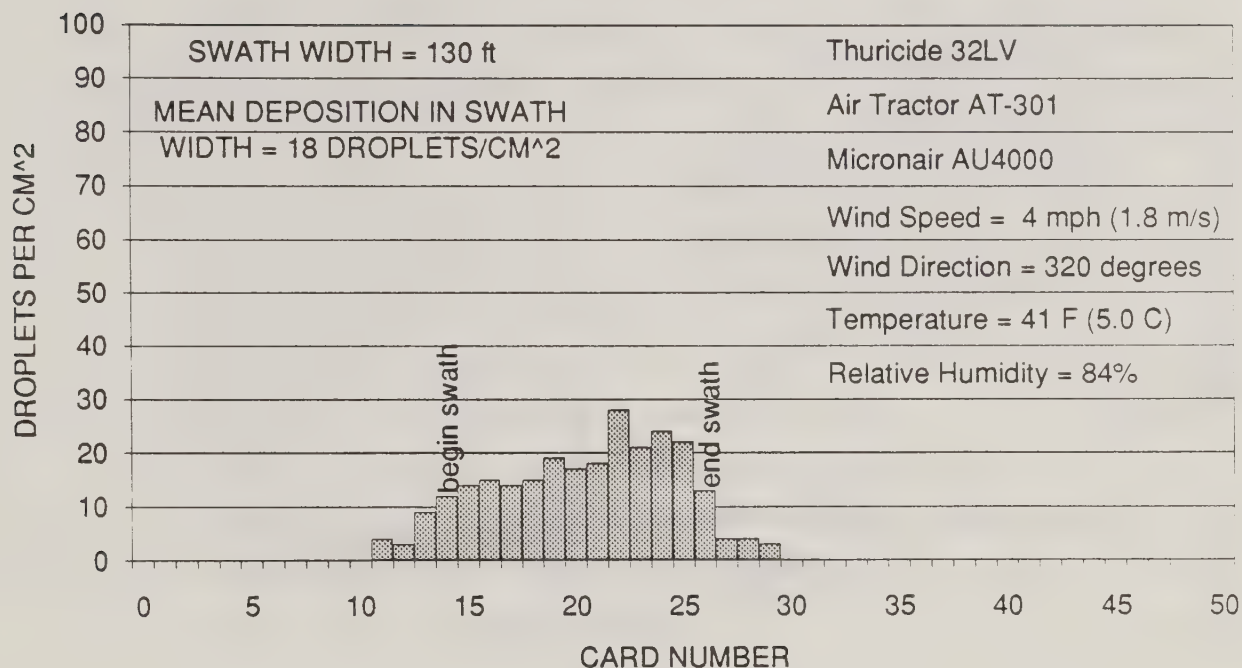 100
90
80
70
60
50
40
30
20
10
0
DROPLETS PER CM^2
SWATH WIDTH = 130 ft
MEAN DEPOSITION IN SWATH
WIDTH = 18 DROPLETS/CM^2
Thuricide 32LV
Air Tractor AT-301
Micronair AU4000
Wind Speed = 4 mph (1.8 m/s)
Wind Direction = 320 degrees
Temperature = 41 F (5.0 C)
Relative Humidity = 84%
begin swath
end swath
0 5 10 15 20 25 30 35 40 45 50
CARD NUMBER